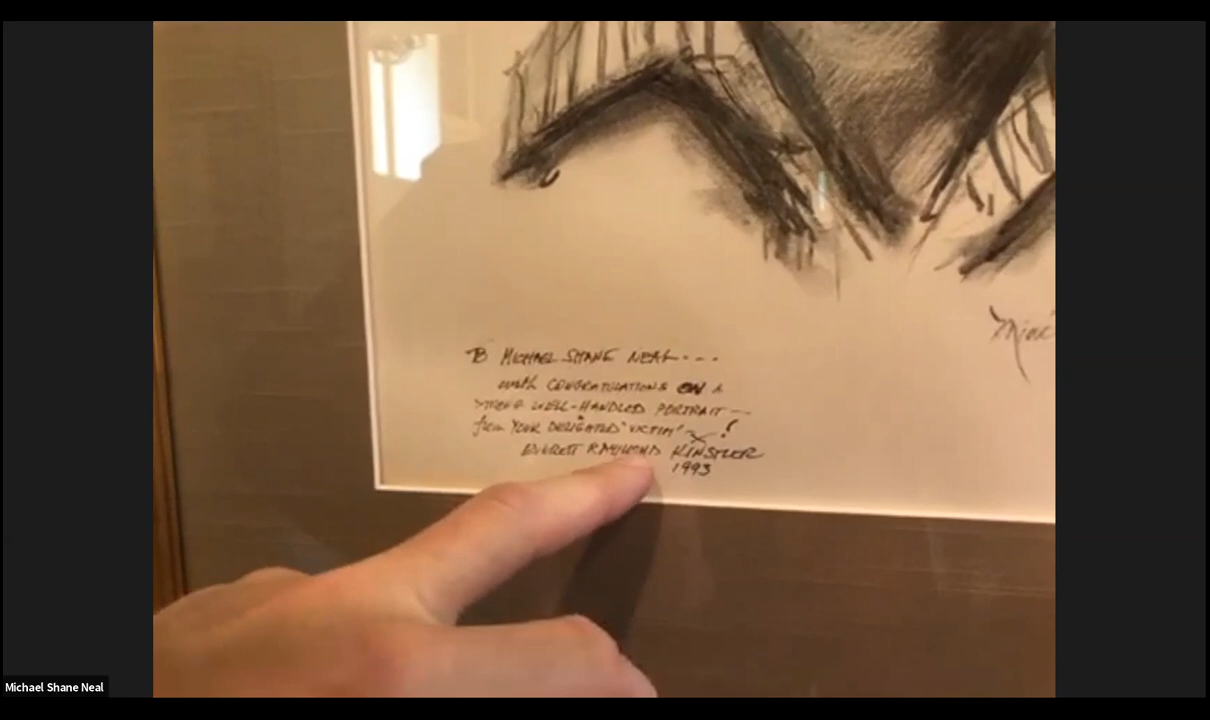 To MICHAEL SHANE NEAL - - -
with CONGRATULATIONS ON A
STRONG WELL-HANDLED PORTRAIT —
from YOUR DELIGHTED "VICTIM" — !
EVERETT RAYMOND KINSTLER
1993
Michael Shane Neal